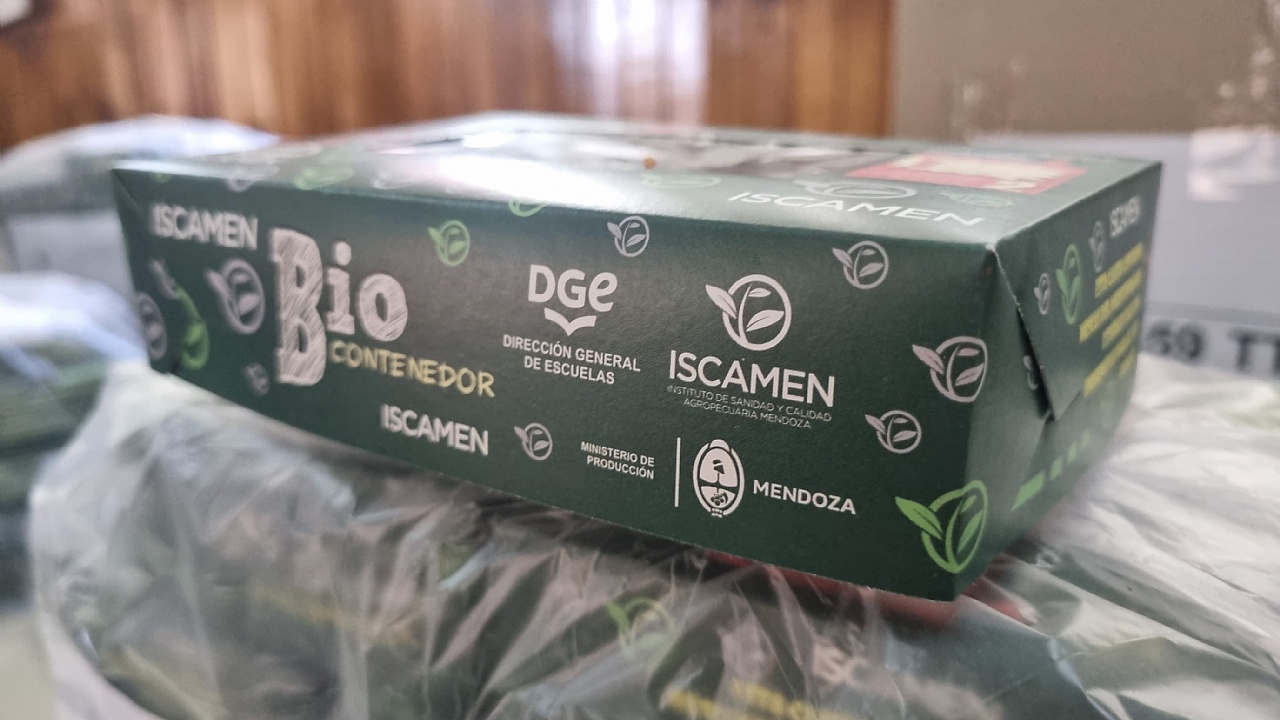 ISCAMEN
ISCAMEN
Bio
CONTENEDOR
ISCAMEN
DGe
DIRECCIÓN GENERAL
DE ESCUELAS
ISCAMEN
INSTITUTO DE SANIDAD Y CALIDAD
AGROPECUARIA MENDOZA
MINISTERIO DE
PRODUCCIÓN
MENDOZA